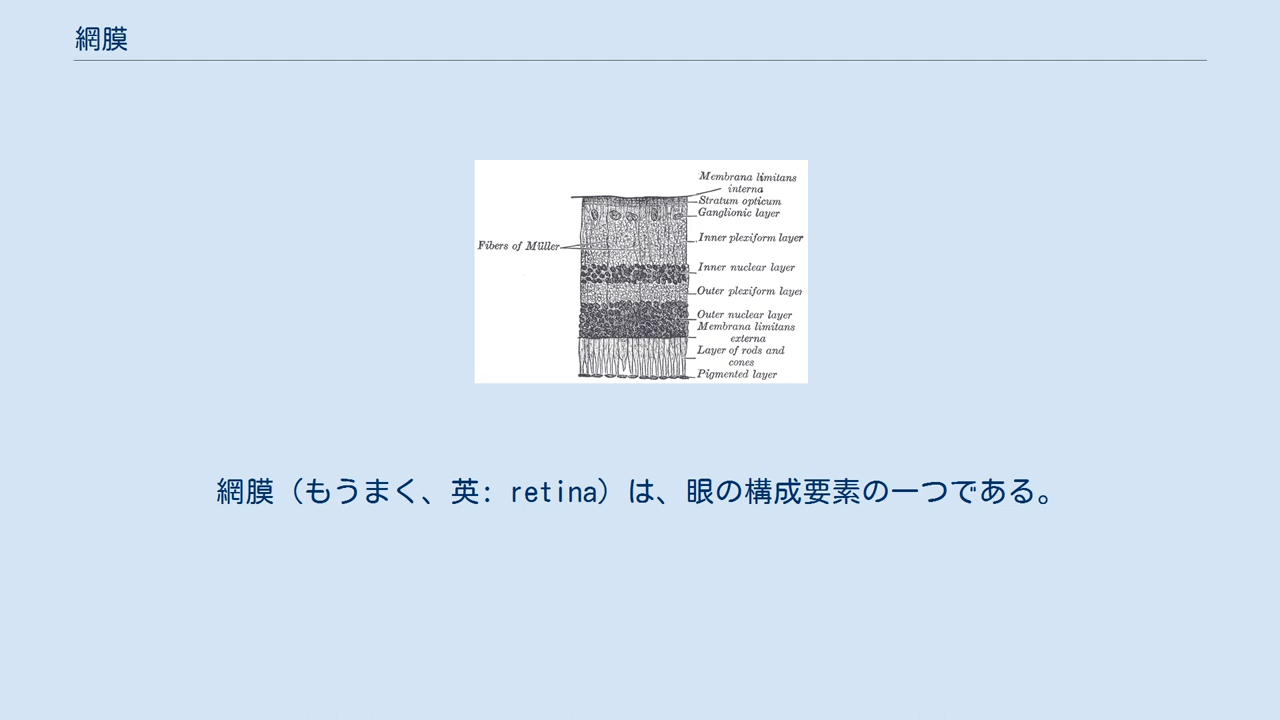 網膜
Membrana limitans
interna
Stratum opticum
Ganglionic layer
Fibers of Müller
Inner plexiform layer
Inner nuclear layer
Outer plexiform layer
Outer nuclear layer
Membrana limitans
externa
Layer of rods and
cones
Pigmented layer
網膜（もうまく、英: retina）は、眼の構成要素の一つである。